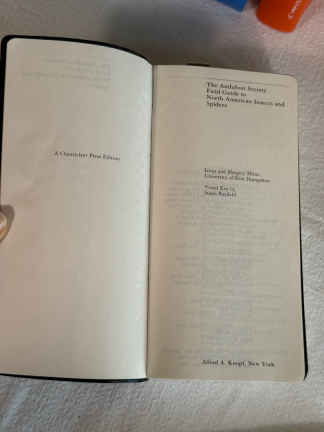 A Chanticleer Press Edition
The Audubon Society
Field Guide to
North American Insects and
Spiders
Lorus and Margery Milne,
University of New Hampshire
Visual Key by
Susan Rayfield
Alfred A. Knopf, New York